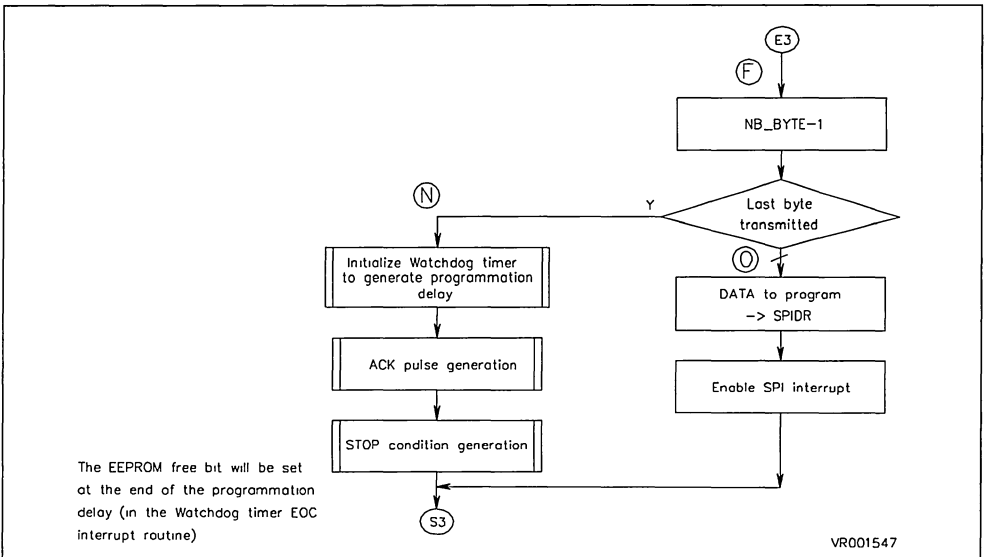 E3
F
NB_BYTE-1
N
Y
Last byte
transmitted
Initialize Watchdog timer
to generate programmation
delay
O
DATA to program
-> SPIDR
ACK pulse generation
Enable SPI interrupt
STOP condition generation
The EEPROM free bit will be set
at the end of the programmation
delay (in the Watchdog timer EOC
interrupt routine)
S3
VR001547